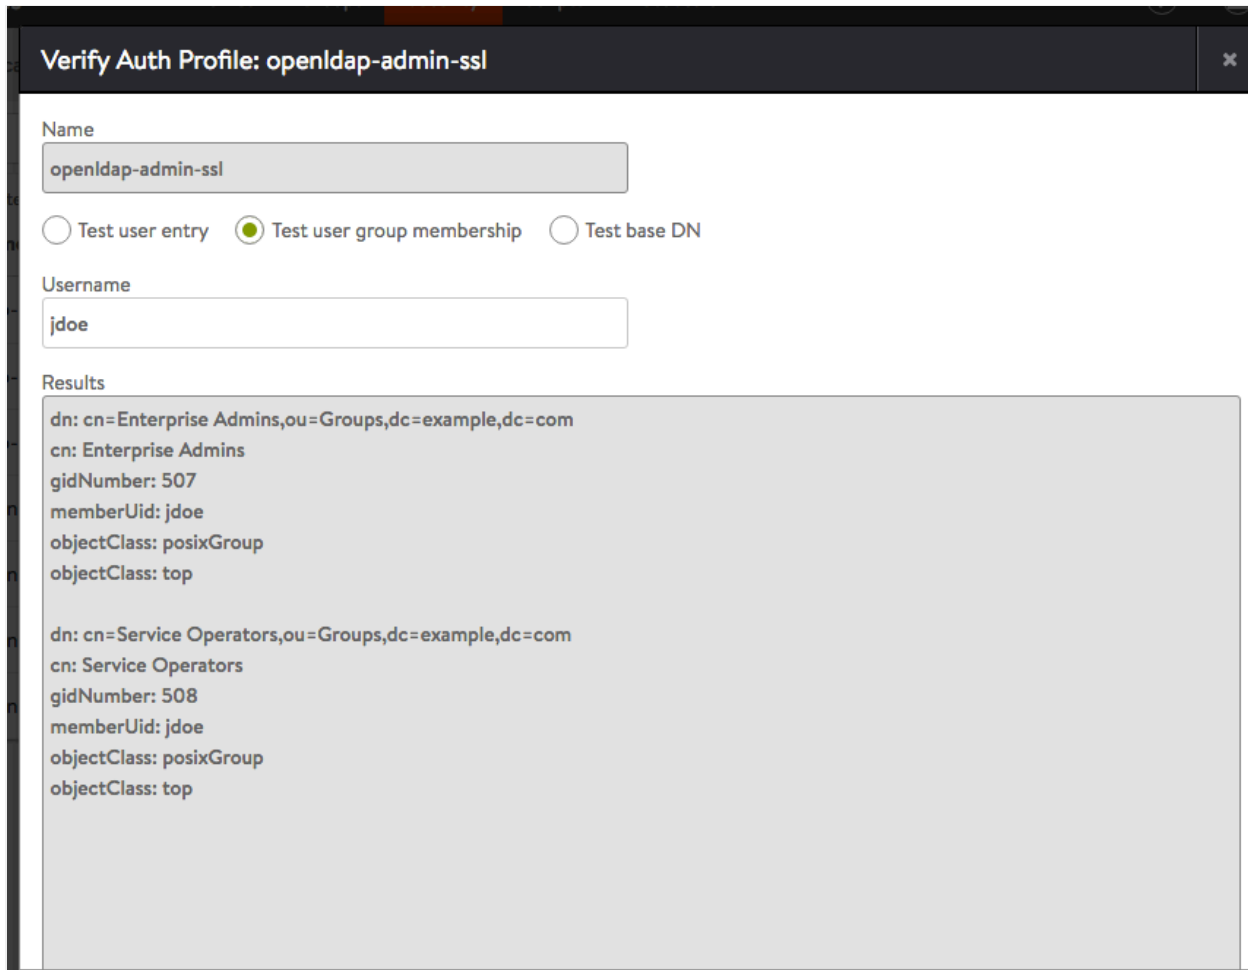 Verify Auth Profile: openldap-admin-ssl
Name
openldap-admin-ssl
Test user entry Test user group membership Test base DN
Username
jdoe
Results
dn: cn=Enterprise Admins,ou=Groups,dc=example,dc=com
cn: Enterprise Admins
gidNumber: 507
memberUid: jdoe
objectClass: posixGroup
objectClass: top
dn: cn=Service Operators,ou=Groups,dc=example,dc=com
cn: Service Operators
gidNumber: 508
memberUid: jdoe
objectClass: posixGroup
objectClass: top